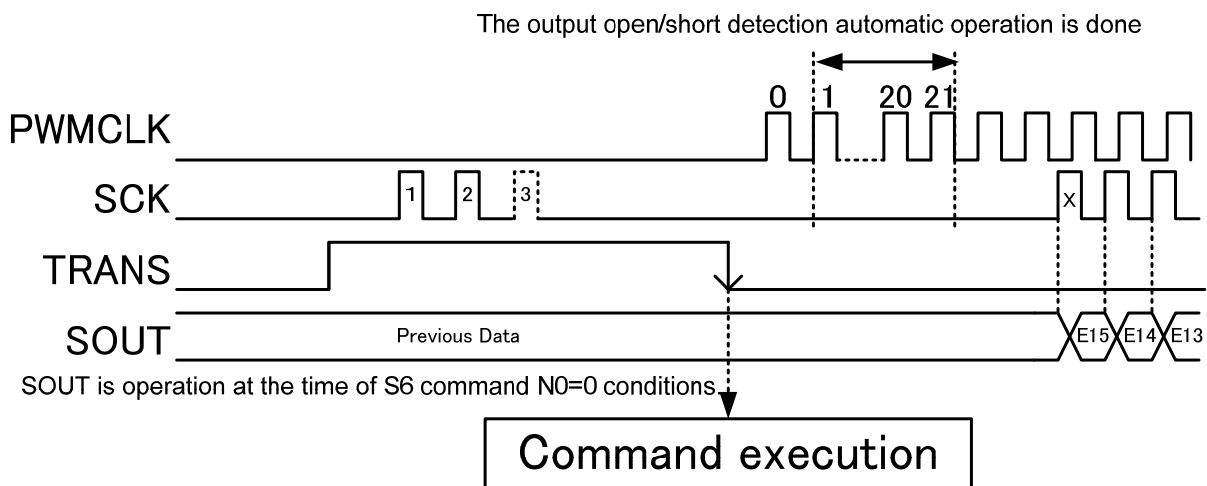 The output open/short detection automatic operation is done
0 1 20 21
PWMCLK
SCK 1 2 3 X
TRANS
SOUT Previous Data E15 E14 E13
SOUT is operation at the time of S6 command N0=0 conditions
Command execution